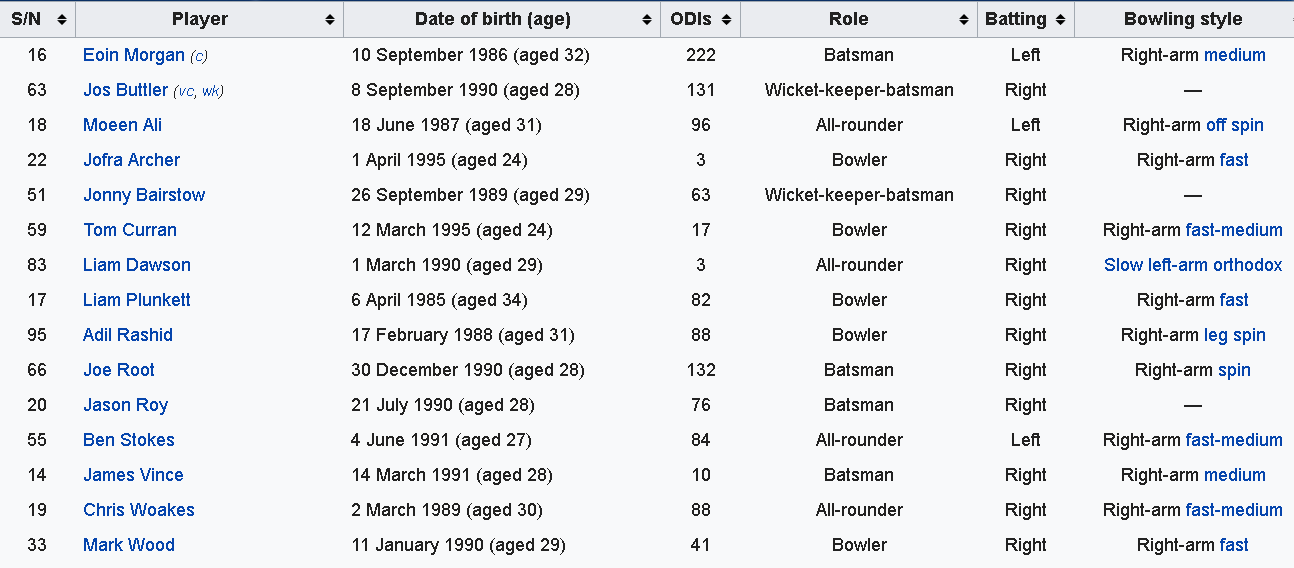 S/N Player Date of birth (age) ODIs Role Batting Bowling style
16 Eoin Morgan (c) 10 September 1986 (aged 32) 222 Batsman Left Right-arm medium
63 Jos Buttler (vc, wk) 8 September 1990 (aged 28) 131 Wicket-keeper-batsman Right —
18 Moeen Ali 18 June 1987 (aged 31) 96 All-rounder Left Right-arm off spin
22 Jofra Archer 1 April 1995 (aged 24) 3 Bowler Right Right-arm fast
51 Jonny Bairstow 26 September 1989 (aged 29) 63 Wicket-keeper-batsman Right —
59 Tom Curran 12 March 1995 (aged 24) 17 Bowler Right Right-arm fast-medium
83 Liam Dawson 1 March 1990 (aged 29) 3 All-rounder Right Slow left-arm orthodox
17 Liam Plunkett 6 April 1985 (aged 34) 82 Bowler Right Right-arm fast
95 Adil Rashid 17 February 1988 (aged 31) 88 Bowler Right Right-arm leg spin
66 Joe Root 30 December 1990 (aged 28) 132 Batsman Right Right-arm spin
20 Jason Roy 21 July 1990 (aged 28) 76 Batsman Right —
55 Ben Stokes 4 June 1991 (aged 27) 84 All-rounder Left Right-arm fast-medium
14 James Vince 14 March 1991 (aged 28) 10 Batsman Right Right-arm medium
19 Chris Woakes 2 March 1989 (aged 30) 88 All-rounder Right Right-arm fast-medium
33 Mark Wood 11 January 1990 (aged 29) 41 Bowler Right Right-arm fast